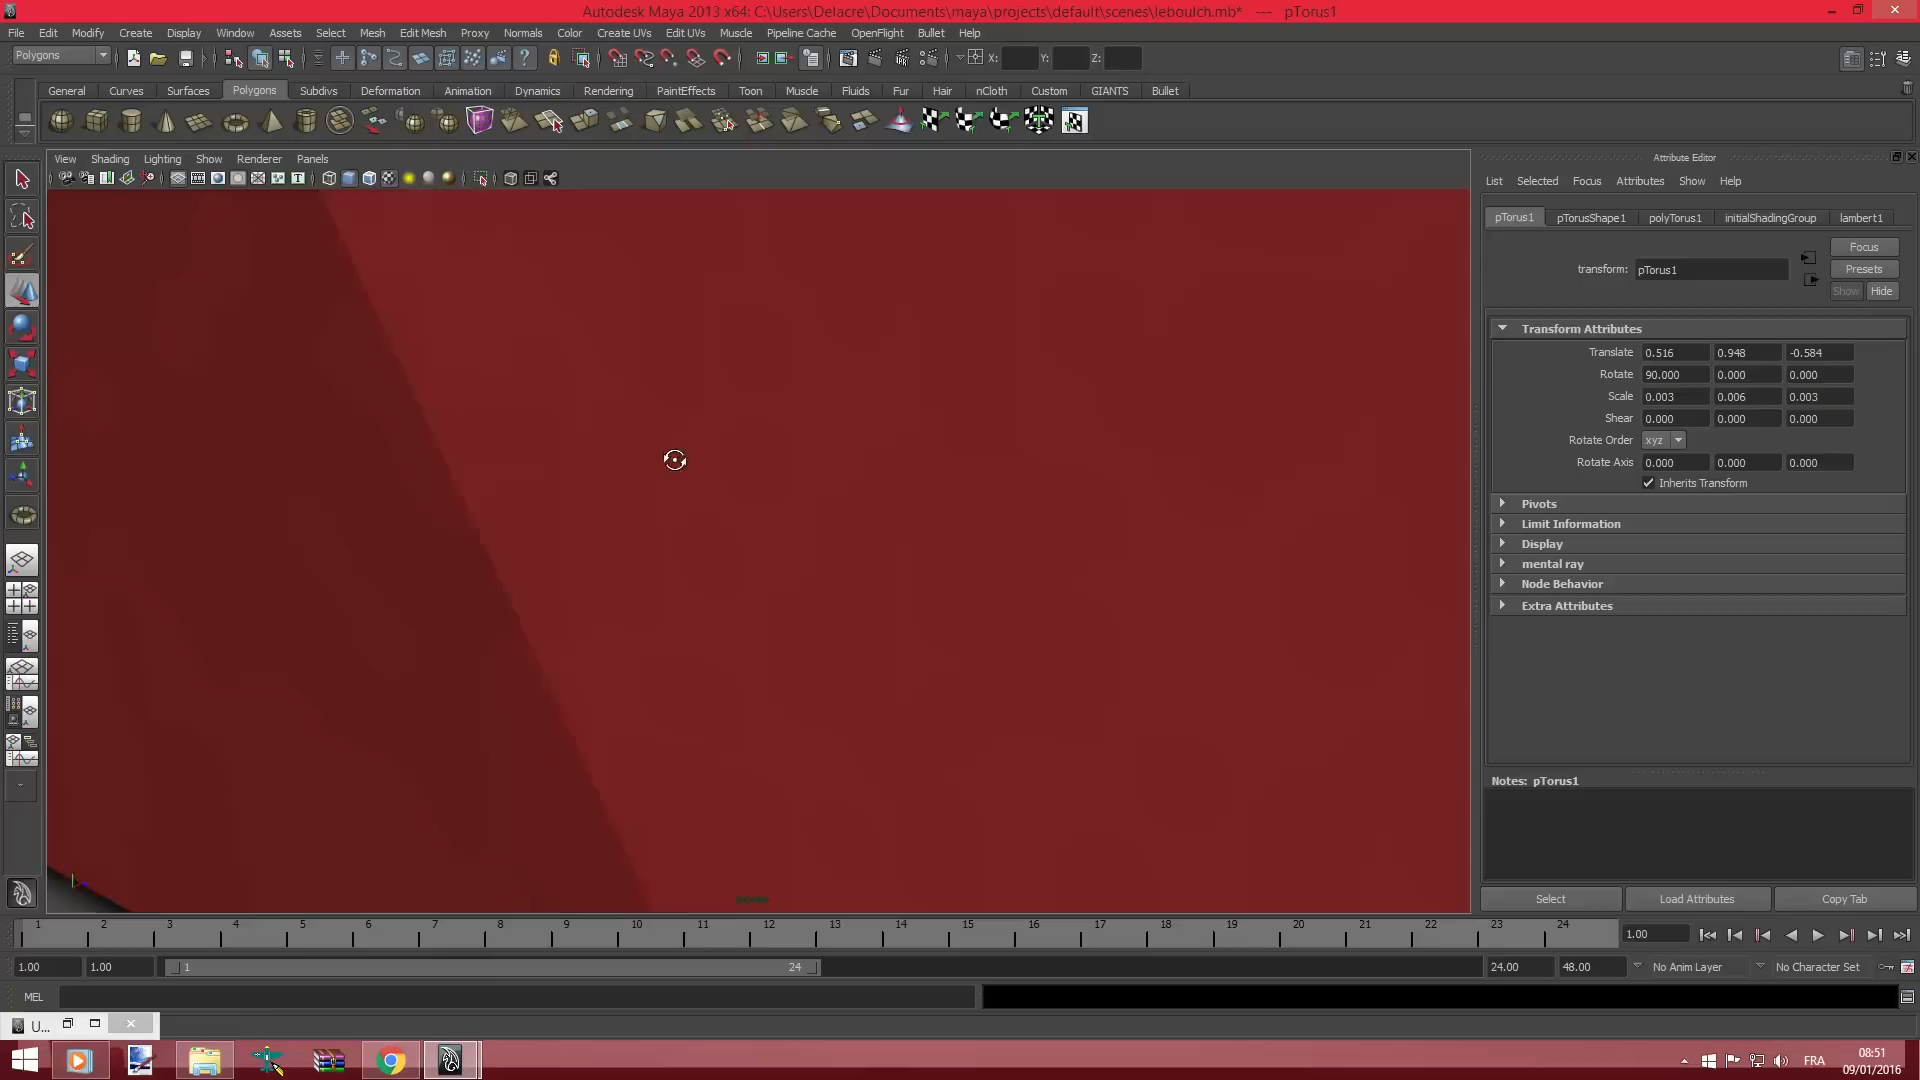 Autodesk Maya 2013 x64: C:\Users\Delacre\Documents\maya\projects\default\scenes\leboulch.mb* --- pTorus1
File Edit Modify Create Display Window Assets Select Mesh Edit Mesh Proxy Normals Color Create UVs Edit UVs Muscle Pipeline Cache OpenFlight Bullet Help
Polygons X: Y: Z:
General Curves Surfaces Polygons Subdivs Deformation Animation Dynamics Rendering PaintEffects Toon Muscle Fluids Fur Hair nCloth Custom GIANTS Bullet
View Shading Lighting Show Renderer Panels
Attribute Editor
List Selected Focus Attributes Show Help
pTorus1 pTorusShape1 polyTorus1 initialShadingGroup lambert1
Focus
transform: pTorus1 Presets
Show Hide
Transform Attributes
Translate 0.516 0.948 -0.584
Rotate 90.000 0.000 0.000
Scale 0.003 0.006 0.003
Shear 0.000 0.000 0.000
Rotate Order xyz
Rotate Axis 0.000 0.000 0.000
Inherits Transform
Pivots
Limit Information
Display
mental ray
Node Behavior
Extra Attributes
Notes: pTorus1
Select Load Attributes Copy Tab
1 2 3 4 5 6 7 8 9 10 11 12 13 14 15 16 17 18 19 20 21 22 23 24 1.00
1.00 1.00 1 24 24.00 48.00 No Anim Layer No Character Set
MEL
U...
FRA 08:51
09/01/2016